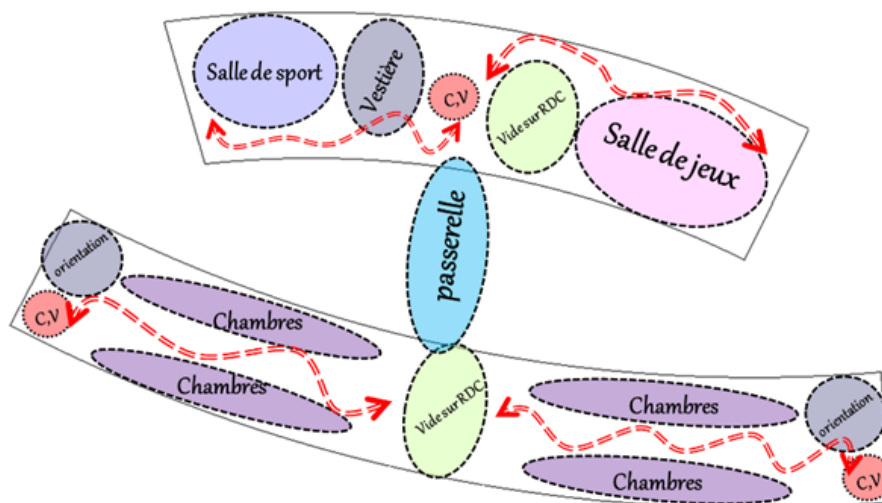 Salle de sport
Vestière
C,V
Vide sur RDC
Salle de jeux
passerelle
orientation
C,V
Chambres
Chambres
Vide sur RDC
Chambres
Chambres
orientation
C,V